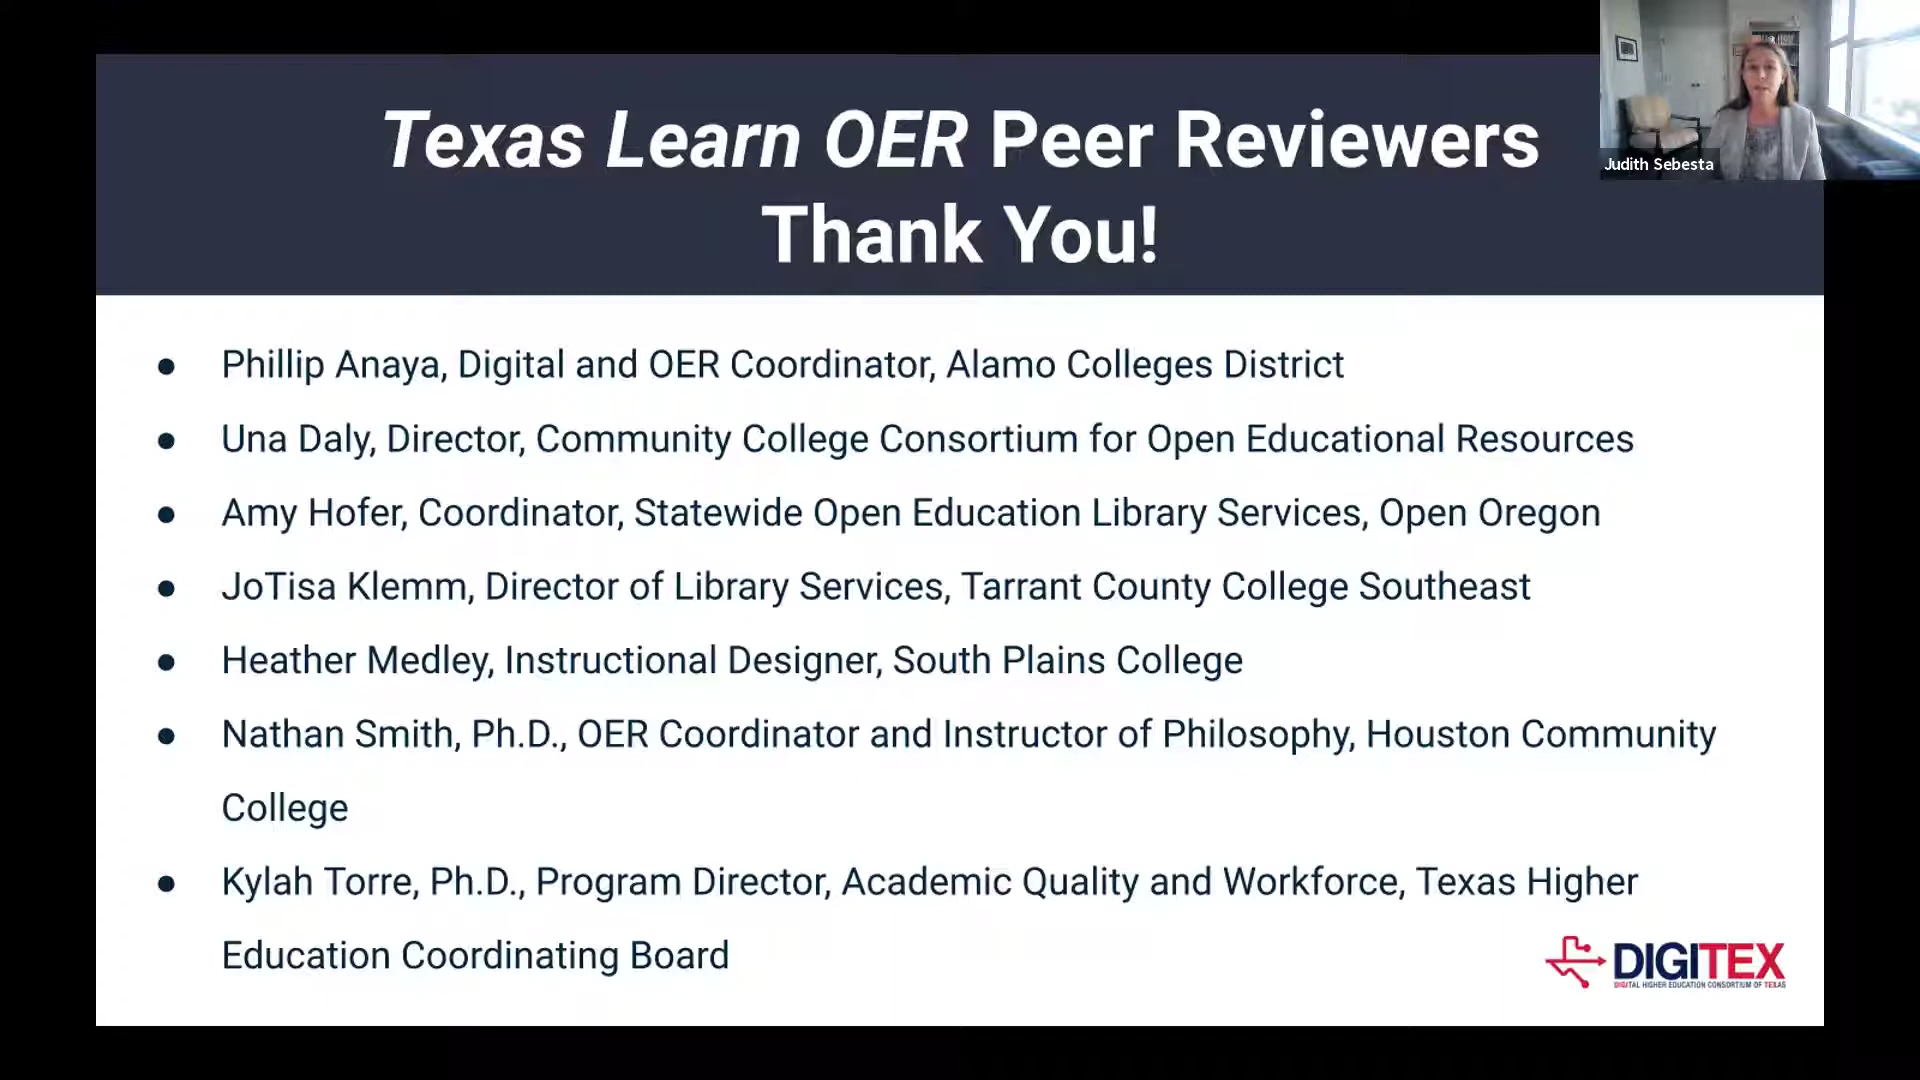 Texas Learn OER Peer Reviewers
Thank You!
Judith Sebesta
● Phillip Anaya, Digital and OER Coordinator, Alamo Colleges District
● Una Daly, Director, Community College Consortium for Open Educational Resources
● Amy Hofer, Coordinator, Statewide Open Education Library Services, Open Oregon
● JoTisa Klemm, Director of Library Services, Tarrant County College Southeast
● Heather Medley, Instructional Designer, South Plains College
● Nathan Smith, Ph.D., OER Coordinator and Instructor of Philosophy, Houston Community
College
● Kylah Torre, Ph.D., Program Director, Academic Quality and Workforce, Texas Higher
Education Coordinating Board
DIGITEX
DIGITAL HIGHER EDUCATION CONSORTIUM OF TEXAS